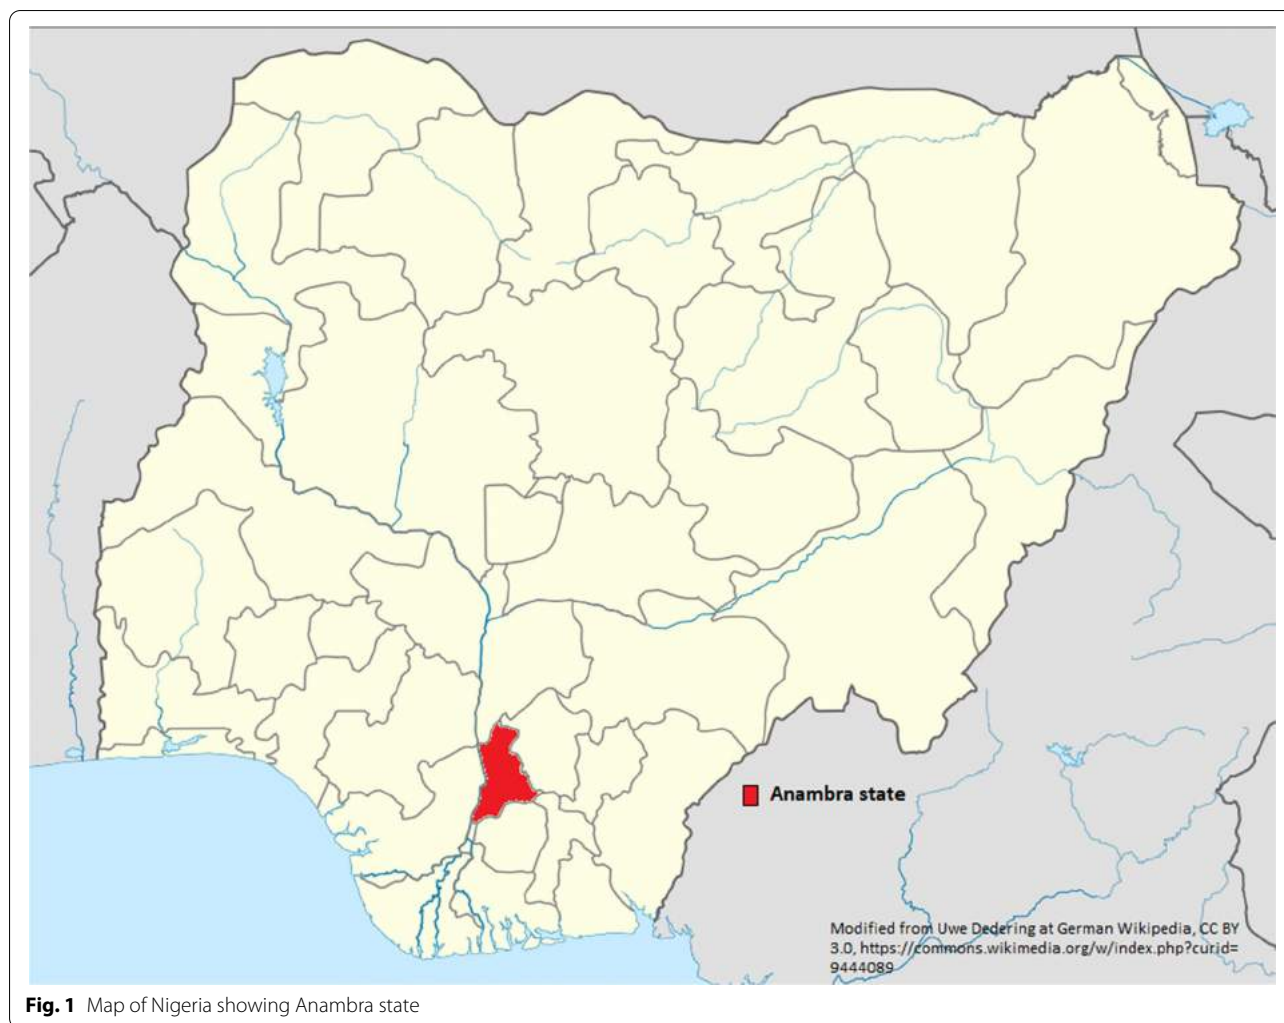 Anambra state
Modified from Uwe Dedering at German Wikipedia, CC BY
3.0, https://commons.wikimedia.org/w/index.php?curid=
9444089
Fig. 1 Map of Nigeria showing Anambra state